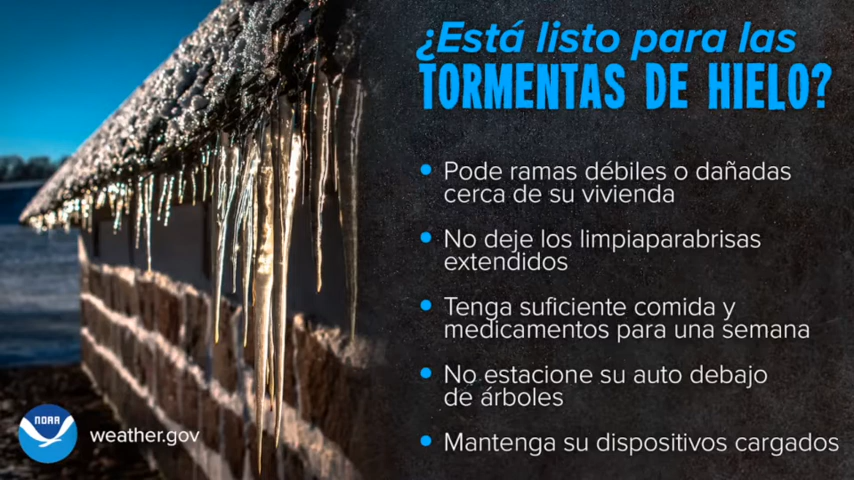 ¿Está listo para las
TORMENTAS DE HIELO?
• Pode ramas débiles o dañadas
cerca de su vivienda
• No deje los limpiaparabrisas
extendidos
• Tenga suficiente comida y
medicamentos para una semana
• No estacione su auto debajo
de árboles
• Mantenga su dispositivos cargados
NOAA
weather.gov